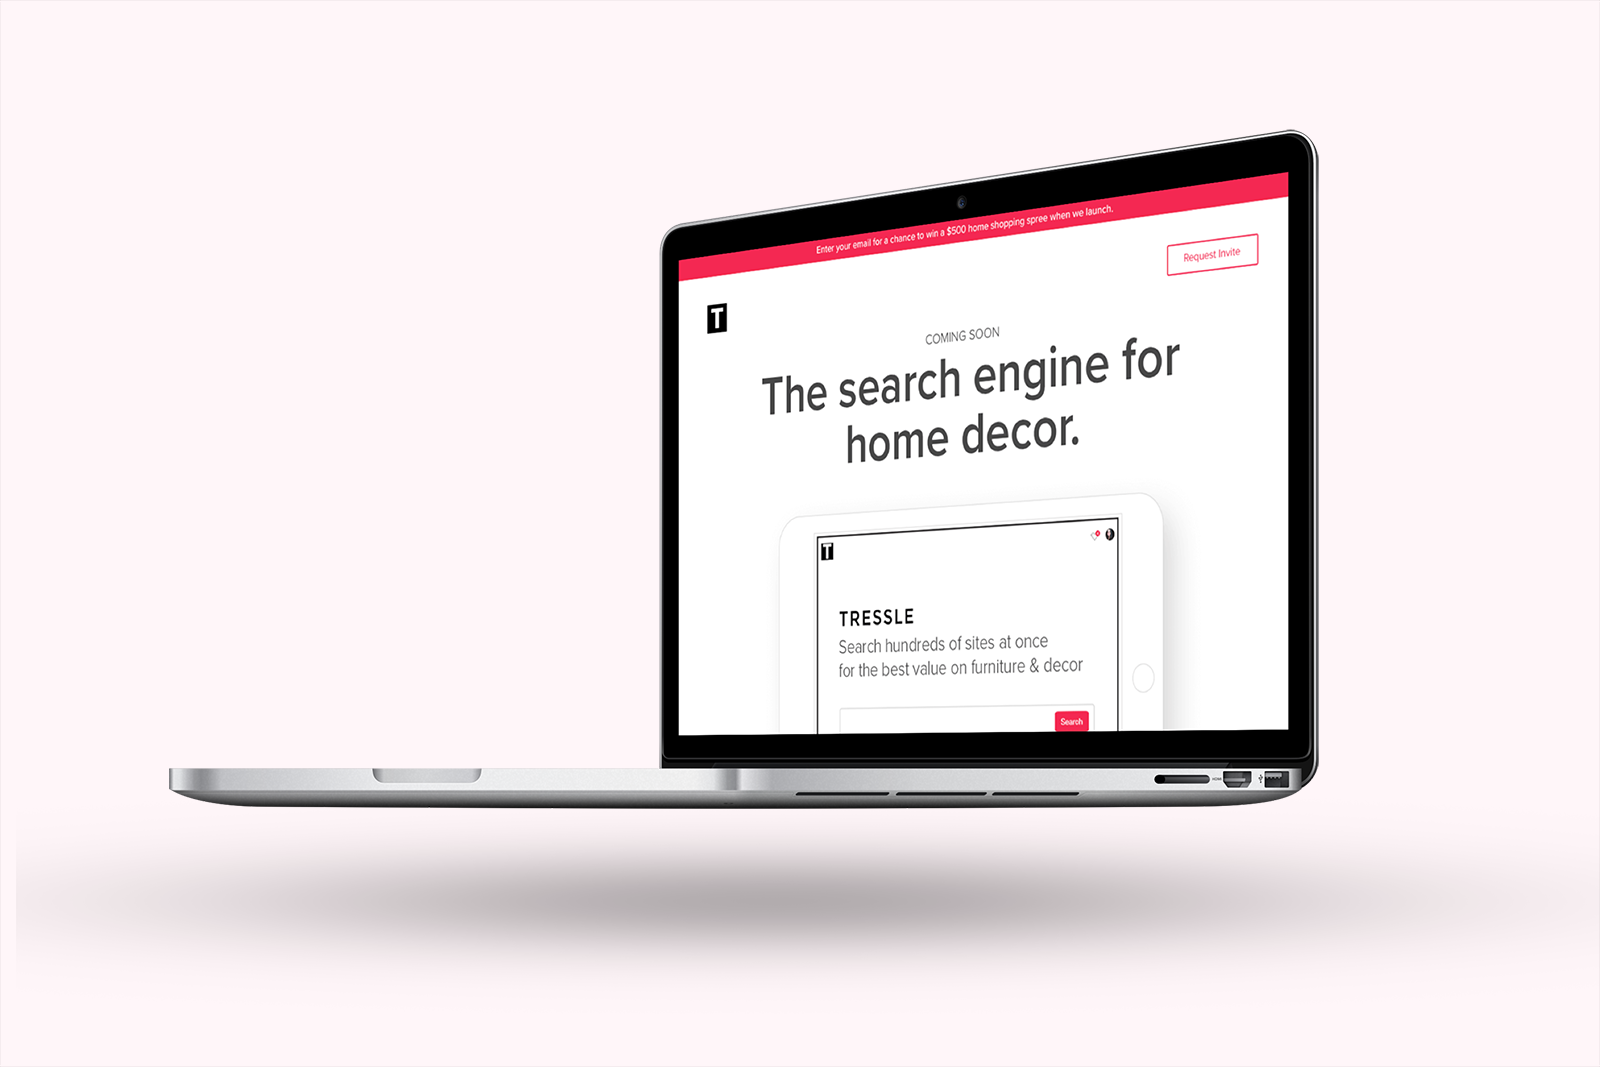 Enter your email for a chance to win a $500 home shopping spree when we launch.
Request Invite
T
COMING SOON
The search engine for
home decor.
T
TRESSLE
Search hundreds of sites at once
for the best value on furniture & decor
Search
HDMI